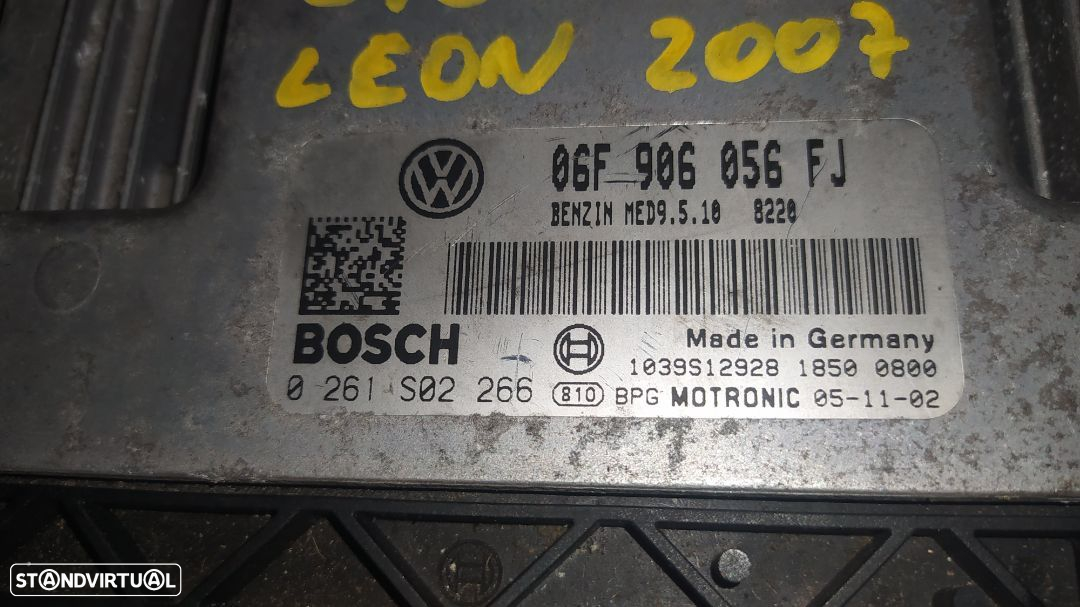 LEON 2007
06F 906 056 FJ
BENZIN MED9.5.10 8220
BOSCH
Made in Germany
1039S12928 1850 0800
0 261 S02 266 810 BPG MOTRONIC 05-11-02
STANDVIRTUAL